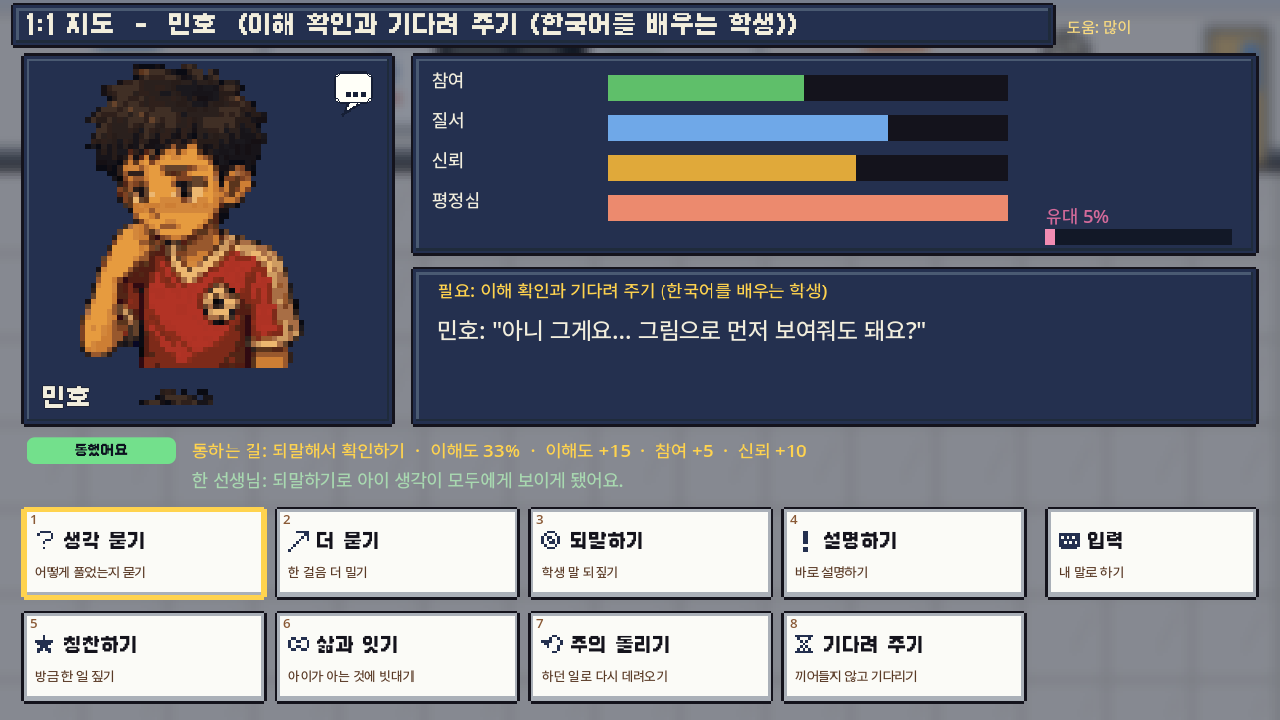 1:1 지도 - 민호 (이해 확인과 기다려 주기 (한국어를 배우는 학생))
도움: 많이
참여
질서
신뢰
평정심
유대 5%
민호
필요: 이해 확인과 기다려 주기 (한국어를 배우는 학생)
민호: "아니 그게요... 그림으로 먼저 보여줘도 돼요?"
통했어요
통하는 길: 되말해서 확인하기 · 이해도 33% · 이해도 +15 · 참여 +5 · 신뢰 +10
한 선생님: 되말하기로 아이 생각이 모두에게 보이게 됐어요.
1
? 생각 묻기
어떻게 풀었는지 묻기
2
더 묻기
한 걸음 더 밀기
3
되말하기
학생 말 되짚기
4
! 설명하기
바로 설명하기
입력
내 말로 하기
5
칭찬하기
방금 한 일 짚기
6
삶과 잇기
아이가 아는 것에 빗대기
7
주의 돌리기
하던 일로 다시 데려오기
8
기다려 주기
끼어들지 않고 기다리기